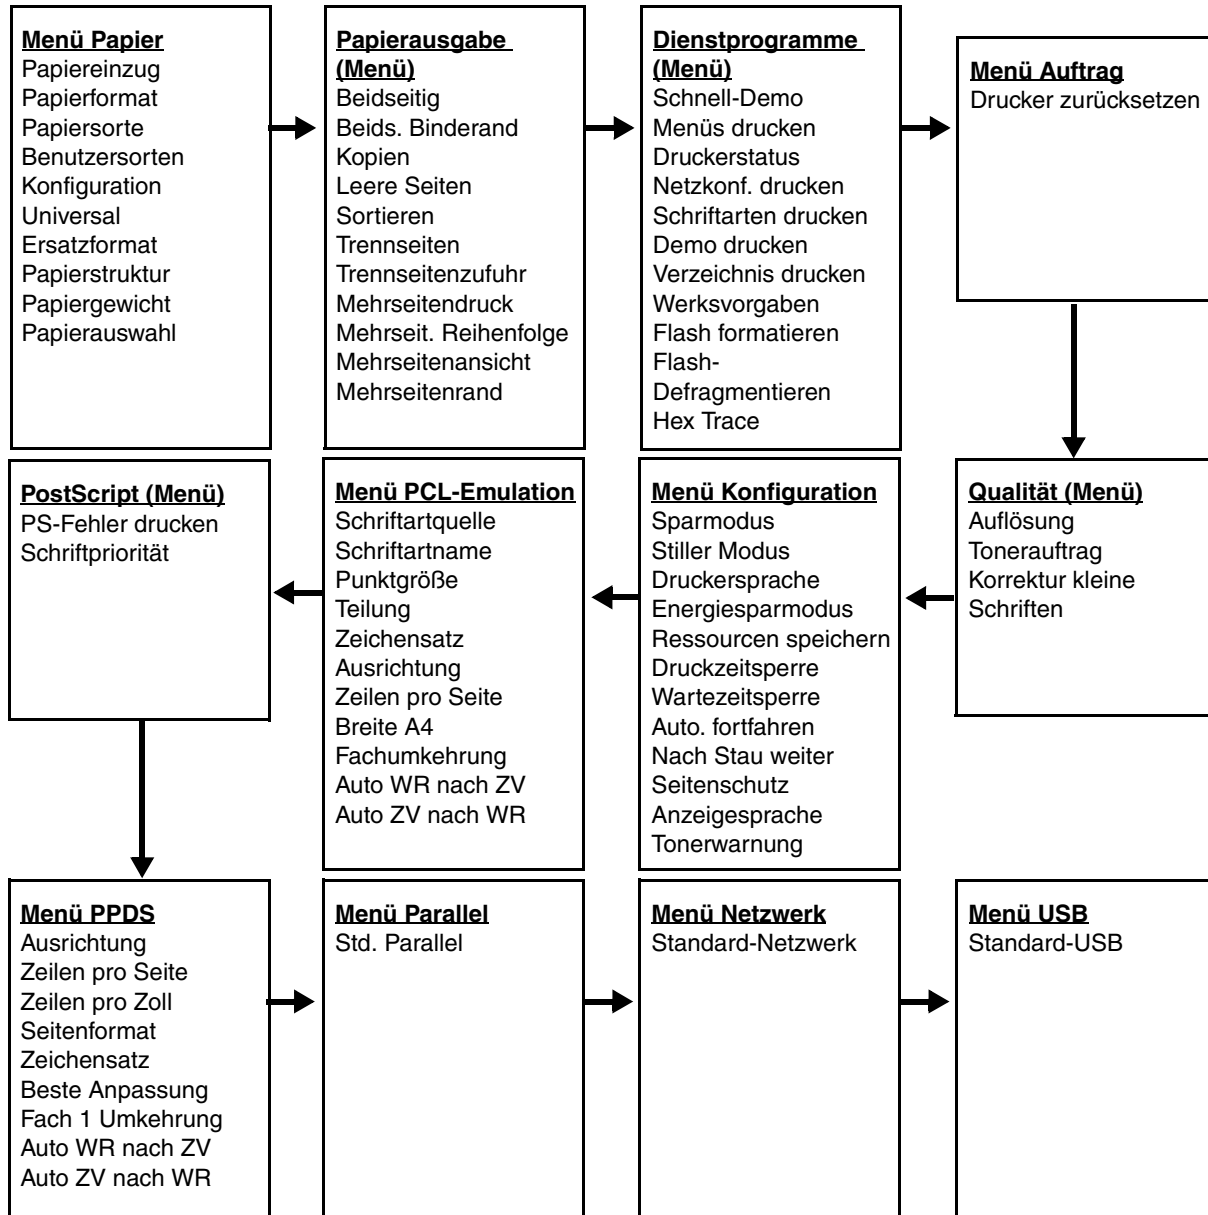 Menü Papier
Papiereinzug
Papierformat
Papiersorte
Benutzersorten
Konfiguration
Universal
Ersatzformat
Papierstruktur
Papiergewicht
Papierauswahl
Papierausgabe
(Menü)
Beidseitig
Beids. Binderand
Kopien
Leere Seiten
Sortieren
Trennseiten
Trennseitenzufuhr
Mehrseitendruck
Mehrseit. Reihenfolge
Mehrseitenansicht
Mehrseitenrand
Dienstprogramme
(Menü)
Schnell-Demo
Menüs drucken
Druckerstatus
Netzkonf. drucken
Schriftarten drucken
Demo drucken
Verzeichnis drucken
Werksvorgaben
Flash formatieren
Flash-
Defragmentieren
Hex Trace
Menü Auftrag
Drucker zurücksetzen
Qualität (Menü)
Auflösung
Tonerauftrag
Korrektur kleine
Schriften
Menü Konfiguration
Sparmodus
Stiller Modus
Druckersprache
Energiesparmodus
Ressourcen speichern
Druckzeitsperre
Wartezeitsperre
Auto. fortfahren
Nach Stau weiter
Seitenschutz
Anzeigesprache
Tonerwarnung
Menü PCL-Emulation
Schriftartquelle
Schriftartname
Punktgröße
Teilung
Zeichensatz
Ausrichtung
Zeilen pro Seite
Breite A4
Fachumkehrung
Auto WR nach ZV
Auto ZV nach WR
PostScript (Menü)
PS-Fehler drucken
Schriftpriorität
Menü PPDS
Ausrichtung
Zeilen pro Seite
Zeilen pro Zoll
Seitenformat
Zeichensatz
Beste Anpassung
Fach 1 Umkehrung
Auto WR nach ZV
Auto ZV nach WR
Menü Parallel
Std. Parallel
Menü Netzwerk
Standard-Netzwerk
Menü USB
Standard-USB